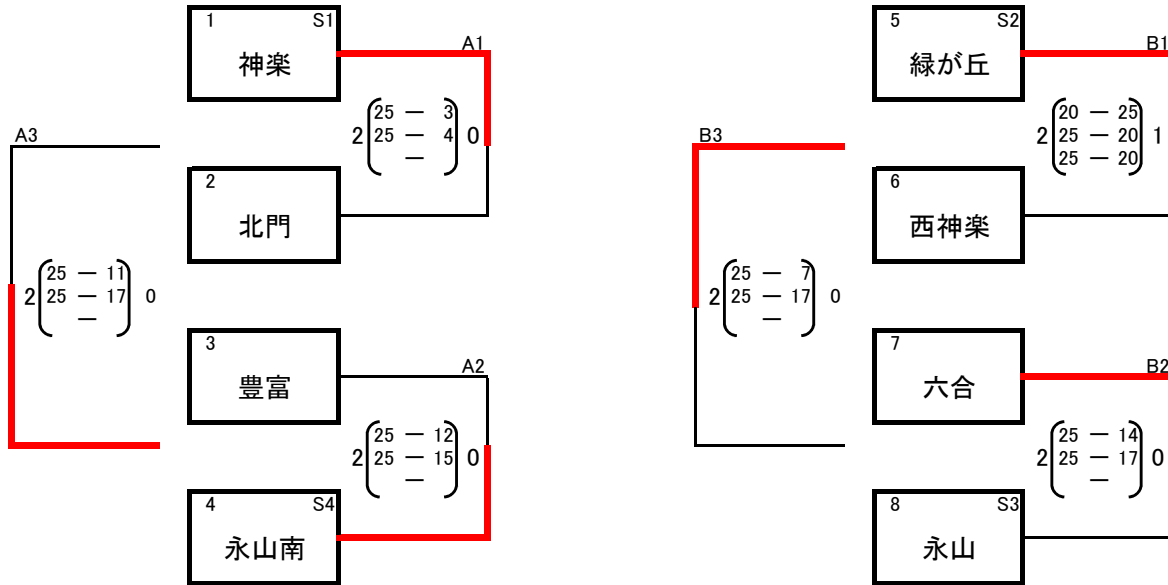 1 S1
神楽
A1
2 25 — 3 0
25 — 4
—
2
北門
A3
2 25 — 11 0
25 — 17
—
3
豊富
A2
2 25 — 12 0
25 — 15
—
4 S4
永山南
5 S2
緑が丘
B1
2 20 — 25 1
25 — 20
25 — 20
6
西神楽
B3
2 25 — 7 0
25 — 17
—
7
六合
B2
2 25 — 14 0
25 — 17
—
8 S3
永山